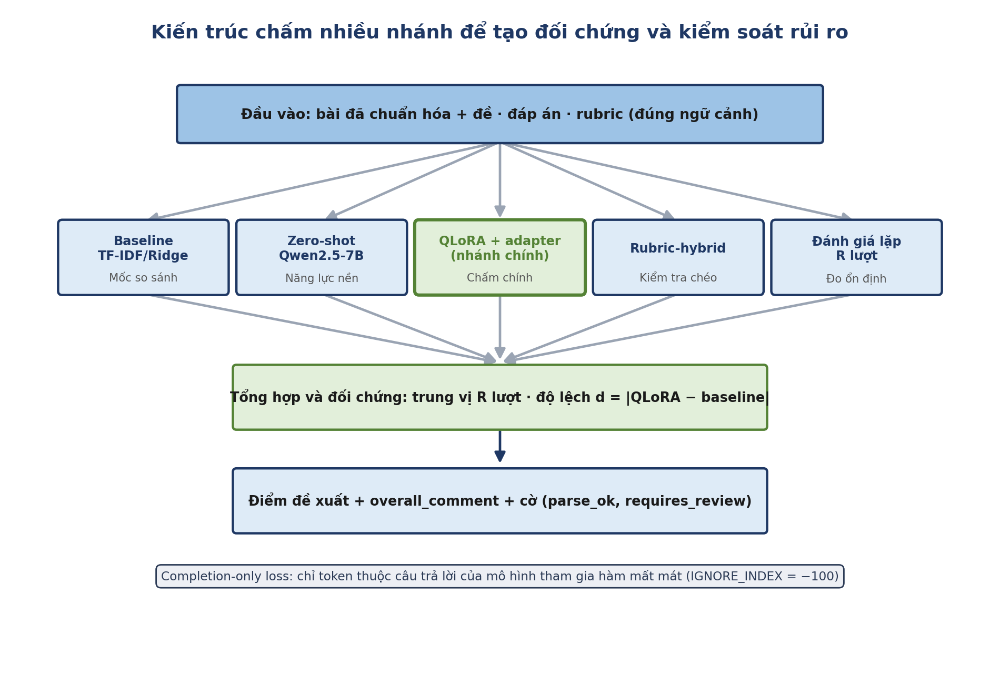 Kiến trúc chấm nhiều nhánh để tạo đối chứng và kiểm soát rủi ro
Đầu vào: bài đã chuẩn hóa + đề · đáp án · rubric (đúng ngữ cảnh)
Baseline
TF-IDF/Ridge
Mốc so sánh
Zero-shot
Qwen2.5-7B
Năng lực nền
QLoRA + adapter
(nhánh chính)
Chấm chính
Rubric-hybrid
Kiểm tra chéo
Đánh giá lặp
R lượt
Đo ổn định
Tổng hợp và đối chứng: trung vị R lượt · độ lệch d = |QLoRA − baseline|
Điểm đề xuất + overall_comment + cờ (parse_ok, requires_review)
Completion-only loss: chỉ token thuộc câu trả lời của mô hình tham gia hàm mất mát (IGNORE_INDEX = −100)